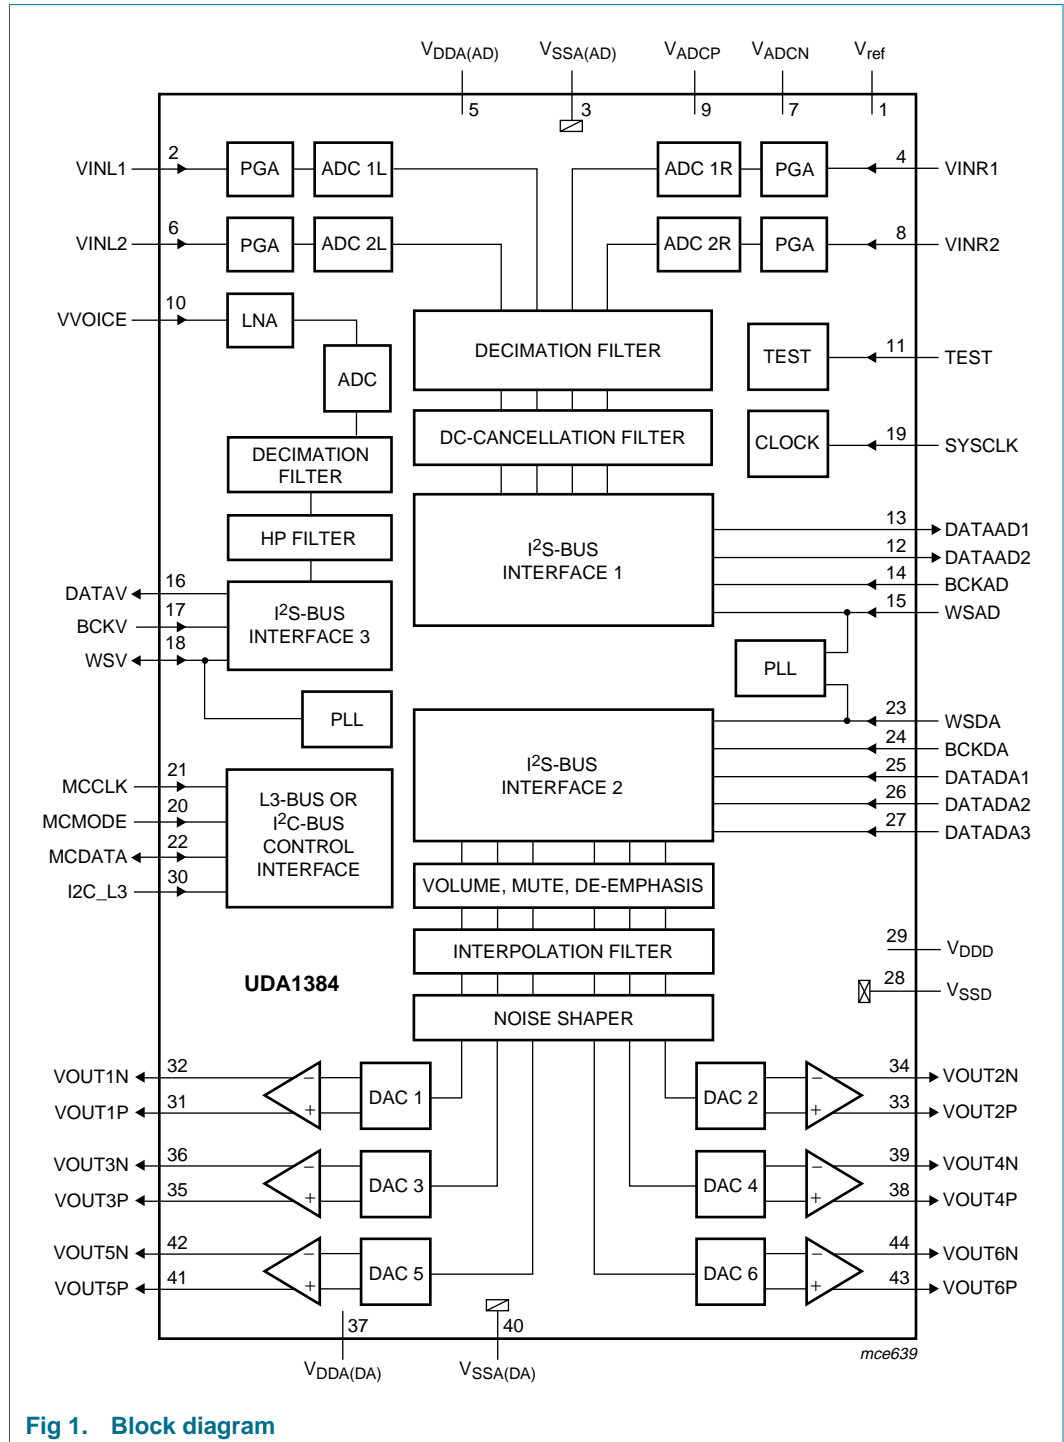 VDDA(AD) VSSA(AD) VADCP VADCN Vref
5 3 9 7 1
VINL1 2 PGA ADC 1L ADC 1R PGA 4 VINR1
VINL2 6 PGA ADC 2L ADC 2R PGA 8 VINR2
VVOICE 10 LNA
DECIMATION FILTER
TEST 11 TEST
ADC
DC-CANCELLATION FILTER
CLOCK 19 SYSCLK
DECIMATION
FILTER
HP FILTER
I2S-BUS
INTERFACE 1
13 DATAAD1
12 DATAAD2
14 BCKAD
15 WSAD
DATAV 16
BCKV 17
WSV 18
I2S-BUS
INTERFACE 3
PLL
PLL
I2S-BUS
INTERFACE 2
23 WSDA
24 BCKDA
25 DATADA1
26 DATADA2
27 DATADA3
MCCLK 21
MCMODE 20
MCDATA 22
I2C_L3 30
L3-BUS OR
I2C-BUS
CONTROL
INTERFACE
VOLUME, MUTE, DE-EMPHASIS
INTERPOLATION FILTER
29 VDDD
UDA1384
28 VSSD
NOISE SHAPER
VOUT1N 32 − DAC 1 DAC 2 − 34 VOUT2N
VOUT1P 31 + + 33 VOUT2P
VOUT3N 36 − DAC 3 DAC 4 − 39 VOUT4N
VOUT3P 35 + + 38 VOUT4P
VOUT5N 42 − DAC 5 DAC 6 − 44 VOUT6N
VOUT5P 41 + + 43 VOUT6P
37 40
VDDA(DA) VSSA(DA)
mce639
Fig 1. Block diagram